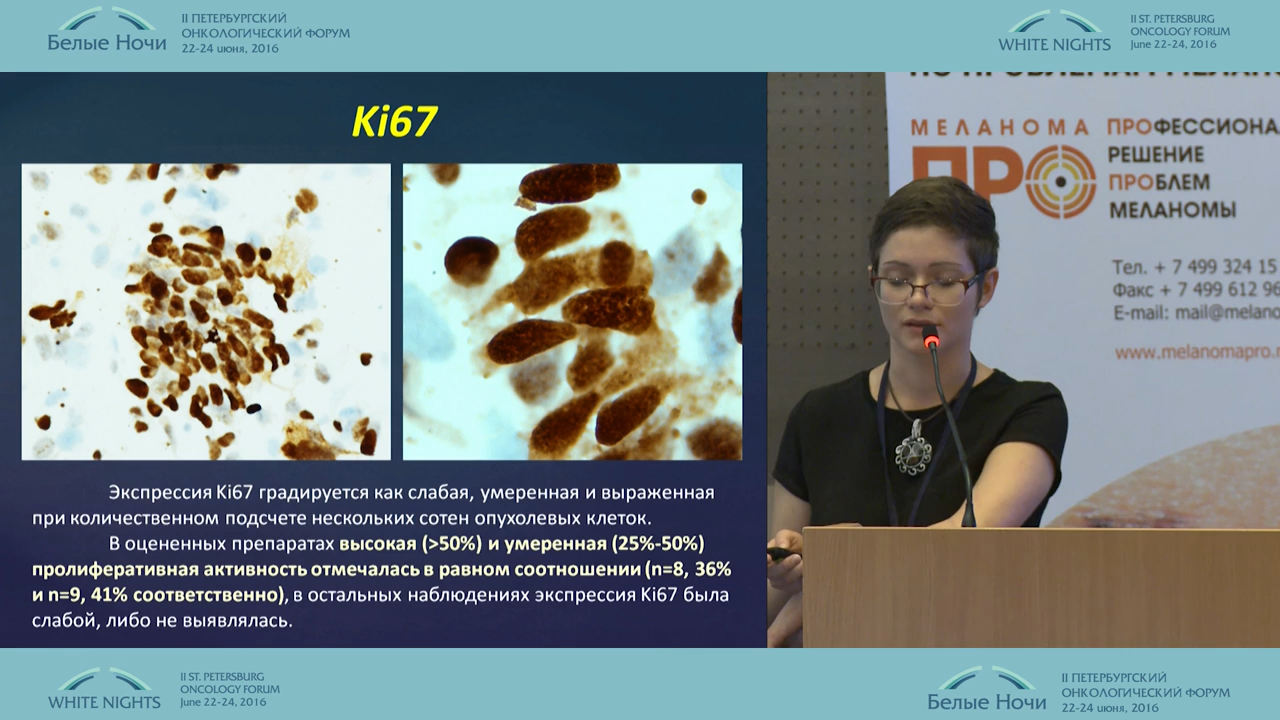 Белые Ночи
II ПЕТЕРБУРГСКИЙ
ОНКОЛОГИЧЕСКИЙ ФОРУМ
22-24 июня, 2016
WHITE NIGHTS
II ST. PETERSBURG
ONCOLOGY FORUM
June 22-24, 2016
Ki67
Экспрессия Ki67 градируется как слабая, умеренная и выраженная
при количественном подсчете нескольких сотен опухолевых клеток.
В оцененных препаратах высокая (>50%) и умеренная (25%-50%)
пролиферативная активность отмечалась в равном соотношении (n=8, 36%
и n=9, 41% соответственно), в остальных наблюдениях экспрессия Ki67 была
слабой, либо не выявлялась.
МЕЛАНОМА
ПРО
ПРОФЕССИОНА
РЕШЕНИЕ
ПРОБЛЕМ
МЕЛАНОМЫ
Тел. + 7 499 324 15
Факс + 7 499 612 96
E-mail: mail@melano
www.melanomapro.r
WHITE NIGHTS
II ST. PETERSBURG
ONCOLOGY FORUM
June 22-24, 2016
Белые Ночи
II ПЕТЕРБУРГСКИЙ
ОНКОЛОГИЧЕСКИЙ ФОРУМ
22-24 июня, 2016